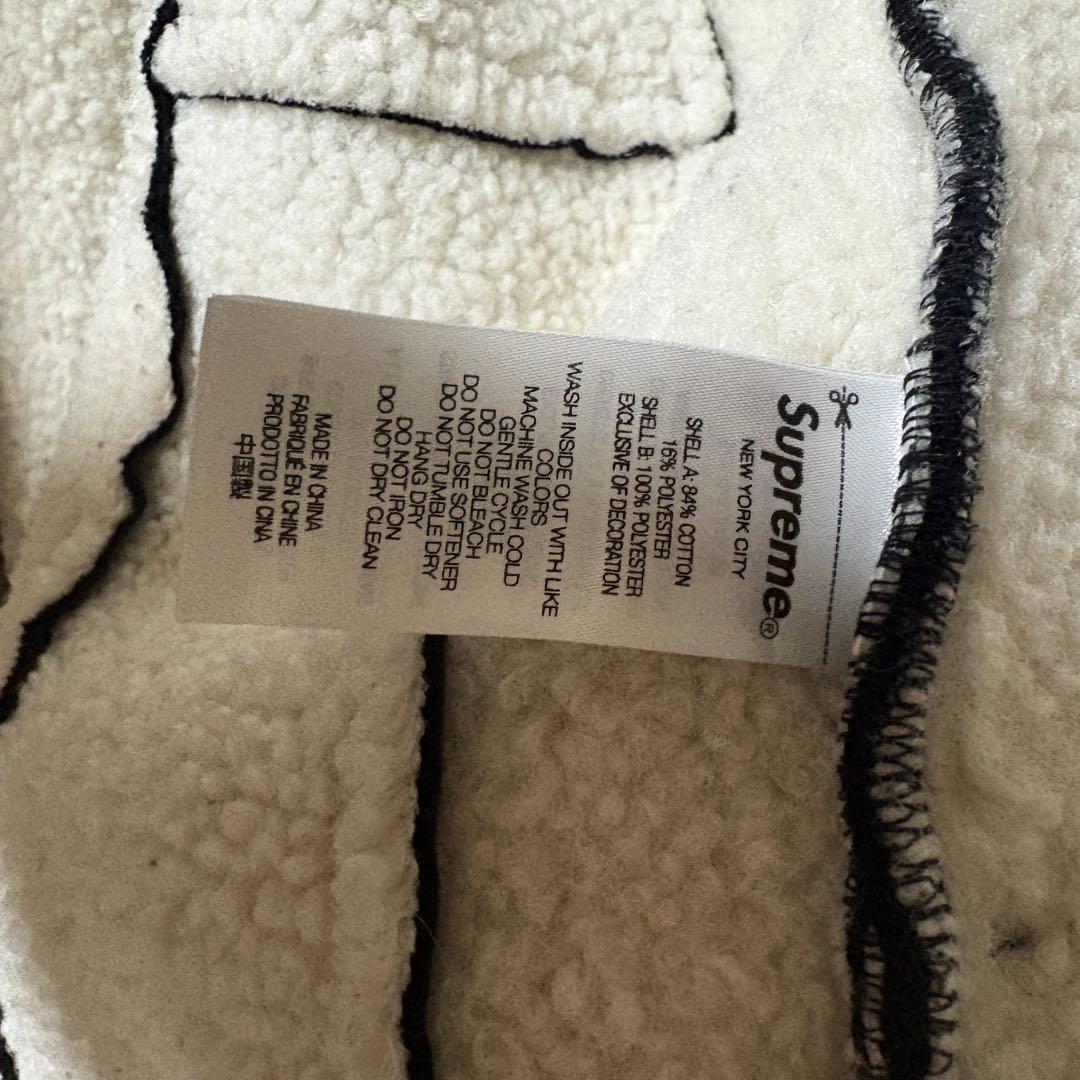 Supreme®
NEW YORK CITY
SHELL A: 84% COTTON
16% POLYESTER
SHELL B: 100% POLYESTER
EXCLUSIVE OF DECORATION
WASH INSIDE OUT WITH LIKE
COLORS
MACHINE WASH COLD
GENTLE CYCLE
DO NOT BLEACH
DO NOT USE SOFTENER
DO NOT TUMBLE DRY
HANG DRY
DO NOT IRON
DO NOT DRY CLEAN
MADE IN CHINA
FABRIQUÉ EN CHINE
PRODOTTO IN CINA
中国製